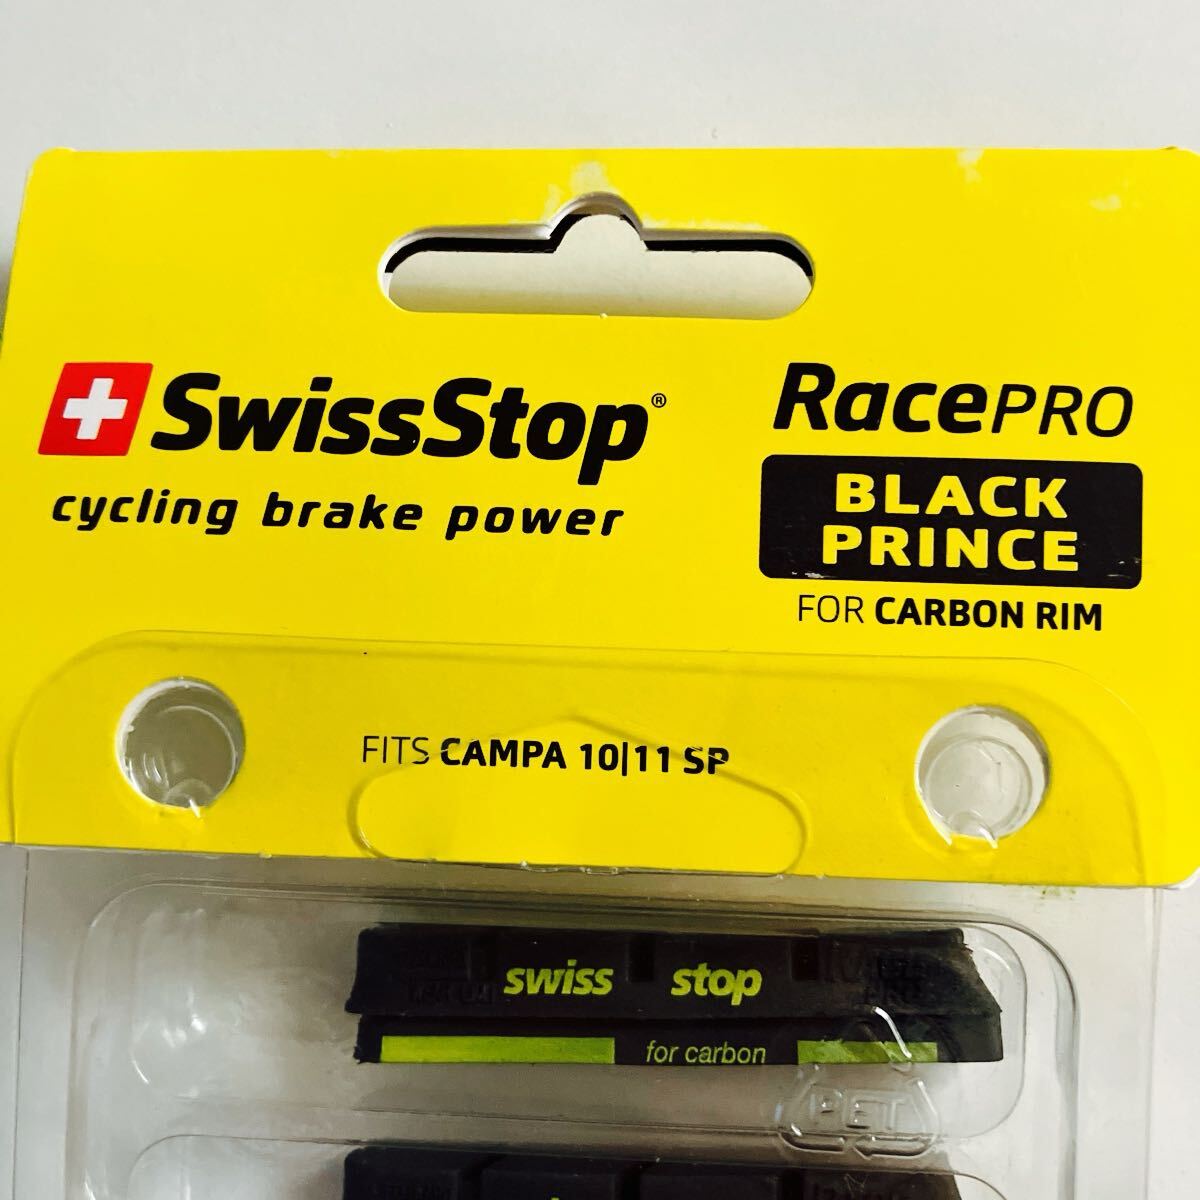 SwissStop®
cycling brake power
RacePRO
BLACK
PRINCE
FOR CARBON RIM
FITS CAMPA 10|11 SP
swiss stop
for carbon
PET